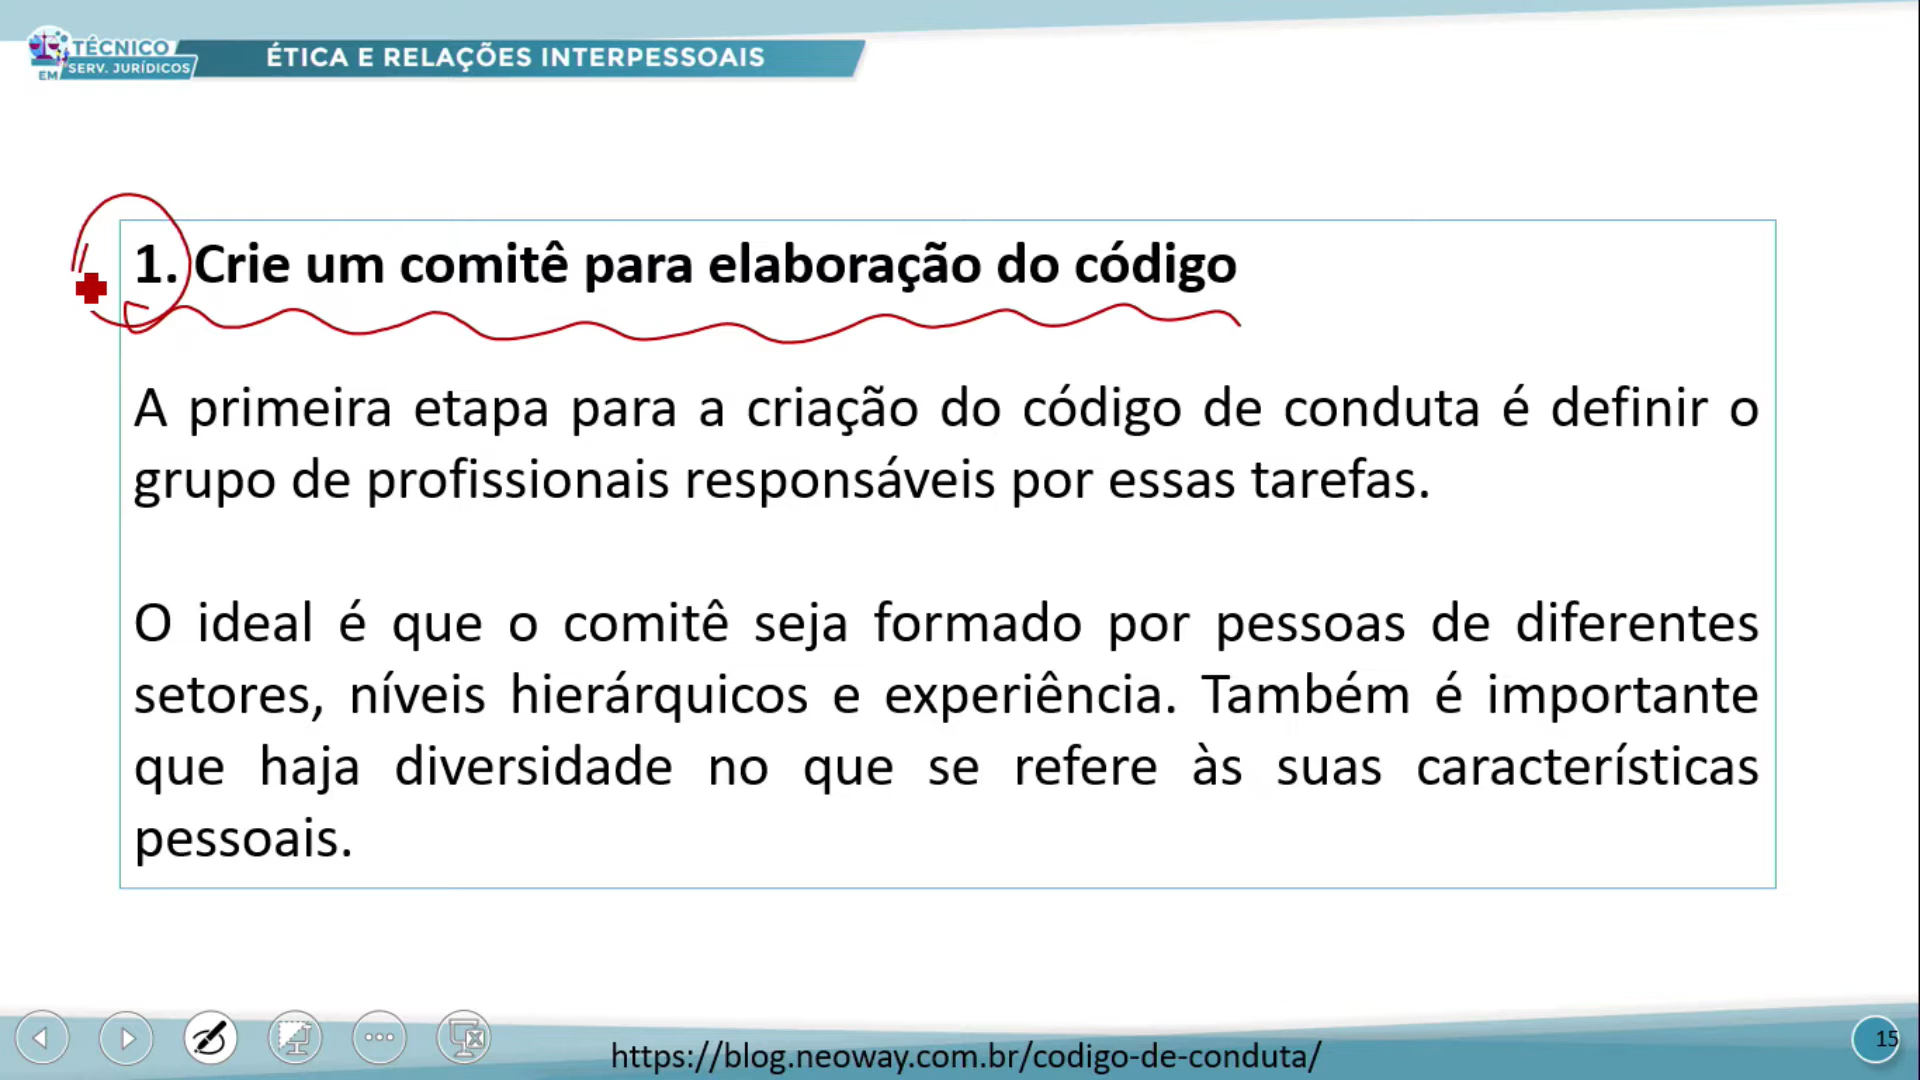 TÉCNICO
EM SERV. JURÍDICOS
ÉTICA E RELAÇÕES INTERPESSOAIS
1. Crie um comitê para elaboração do código
A primeira etapa para a criação do código de conduta é definir o
grupo de profissionais responsáveis por essas tarefas.
O ideal é que o comitê seja formado por pessoas de diferentes
setores, níveis hierárquicos e experiência. Também é importante
que haja diversidade no que se refere às suas características
pessoais.
https://blog.neoway.com.br/codigo-de-conduta/
15